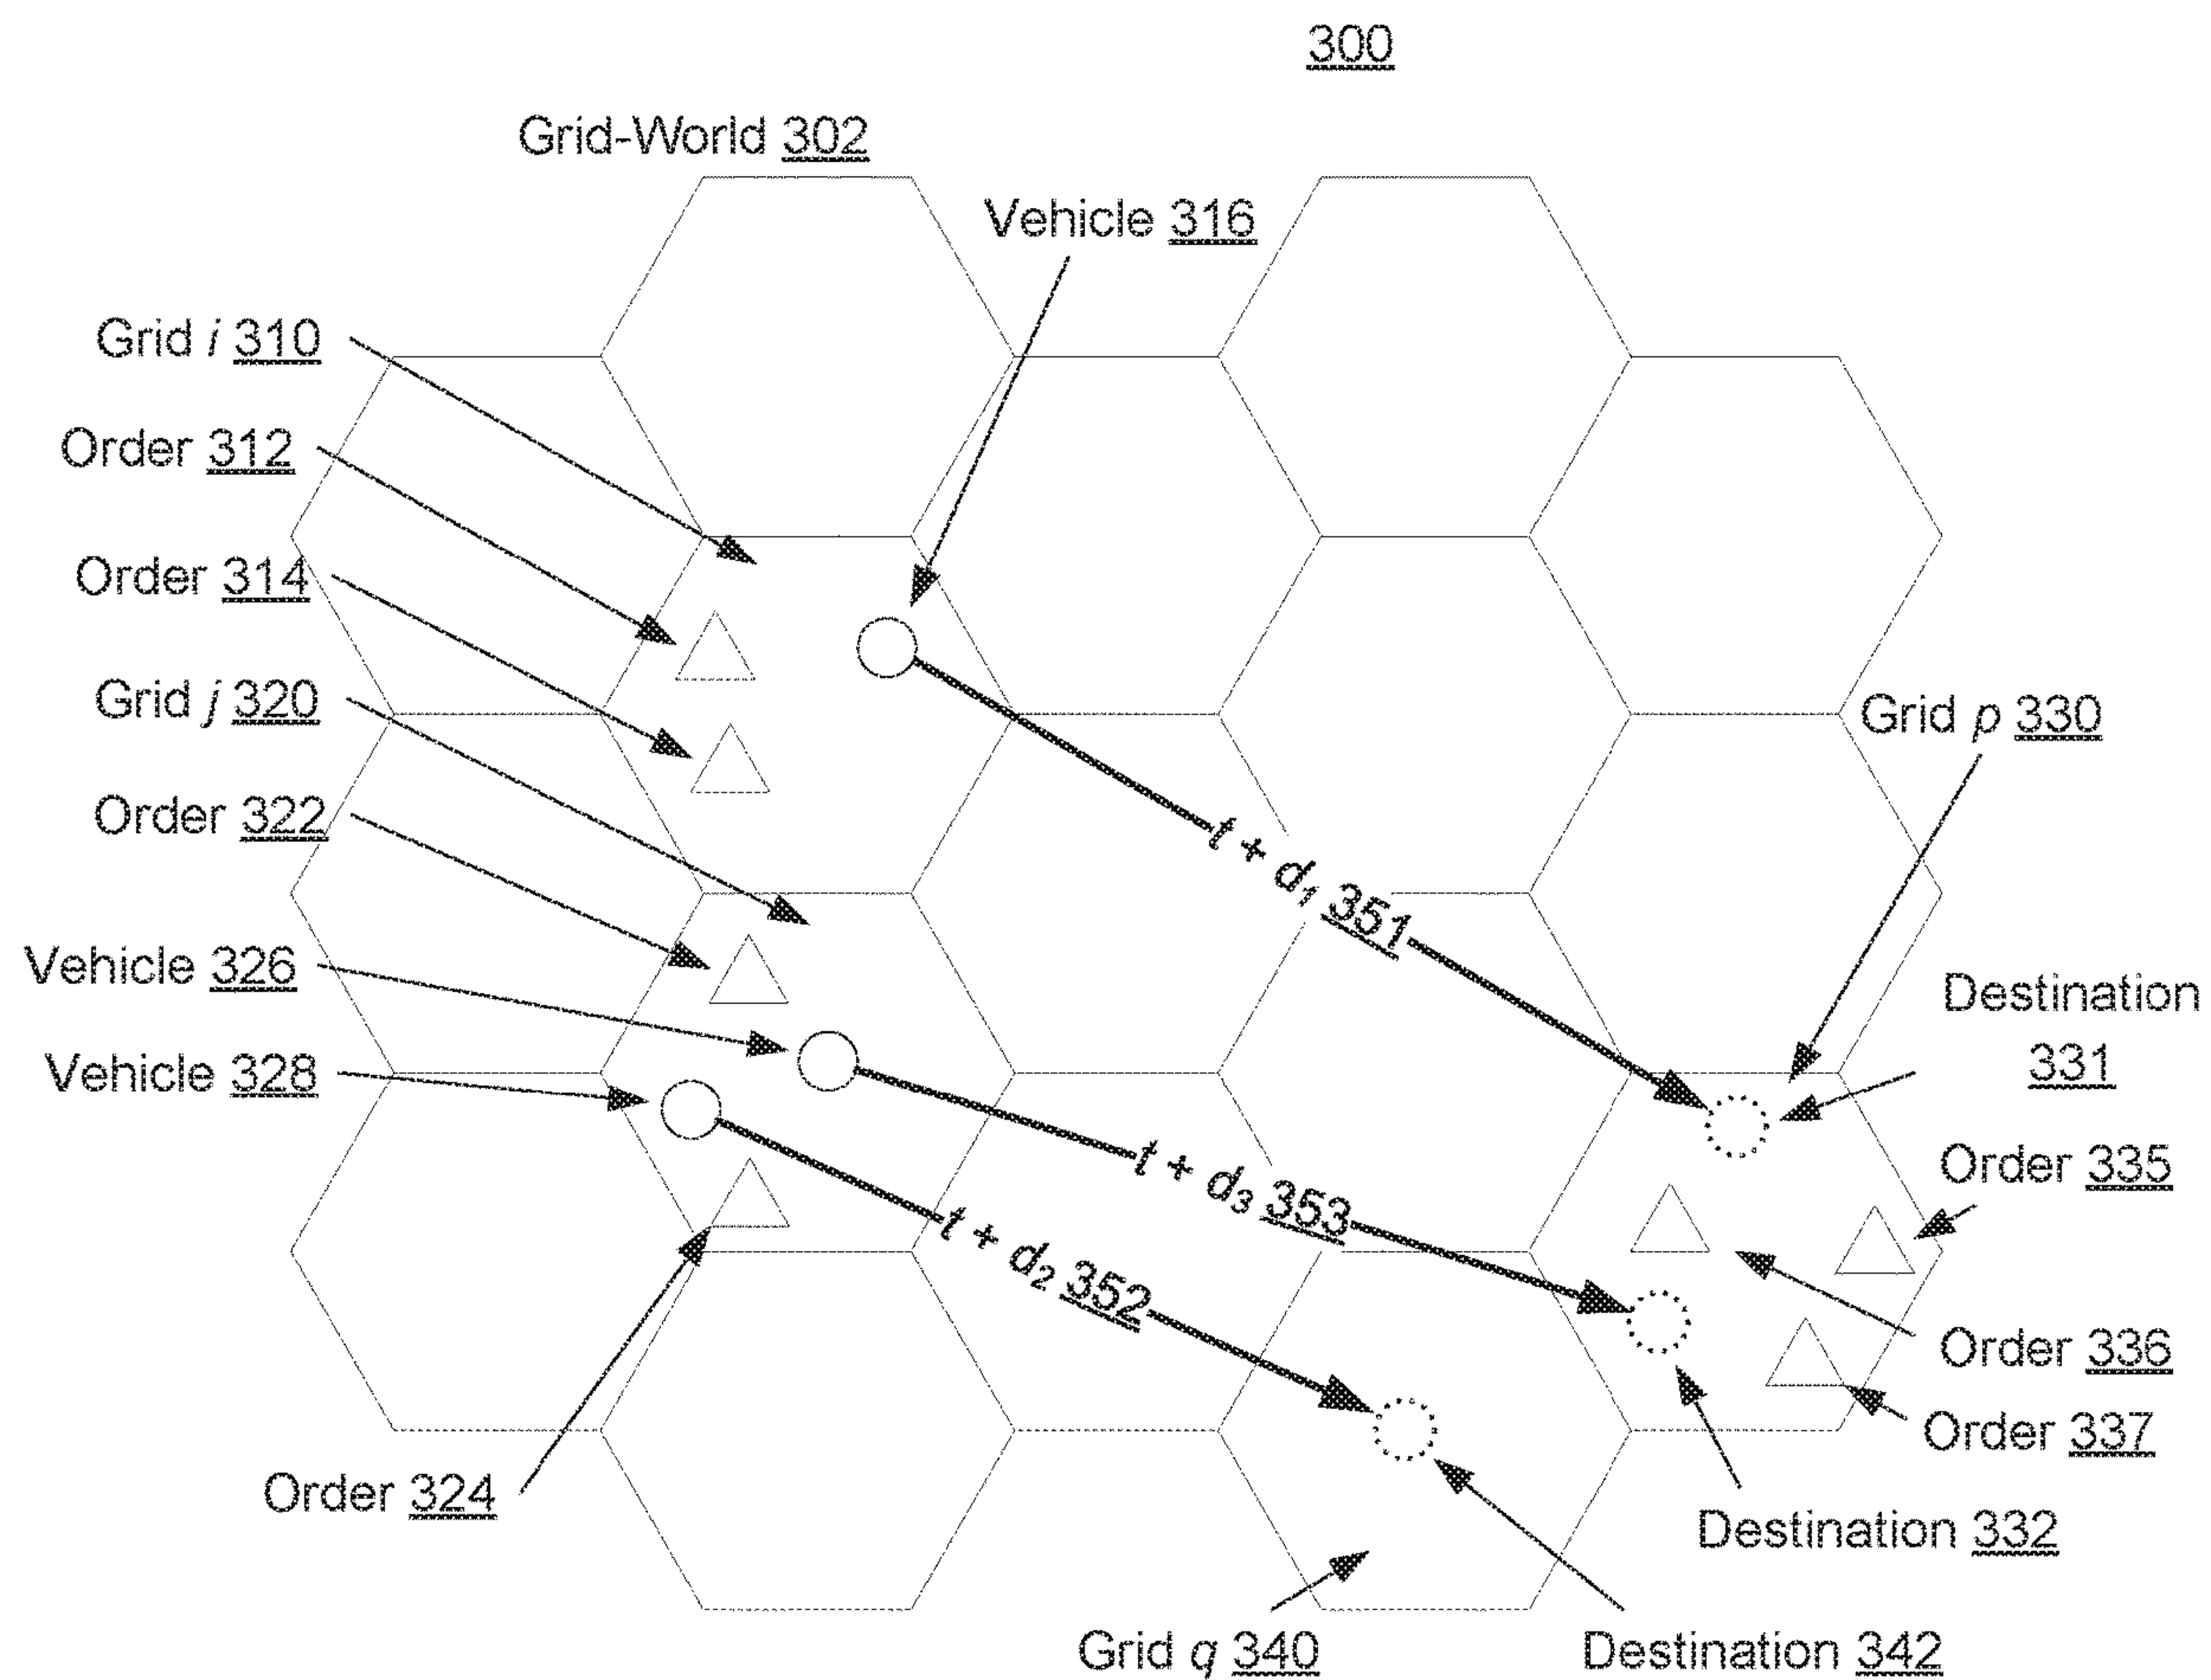 300
Grid-World 302
Vehicle 316
Grid i 310
Order 312
Order 314
Grid j 320
Grid p 330
Order 322
t + d₁ 351
Vehicle 326
Destination
331
Vehicle 328
t + d₃ 353
Order 335
t + d₂ 352
Order 336
Order 337
Order 324
Destination 332
Grid q 340
Destination 342